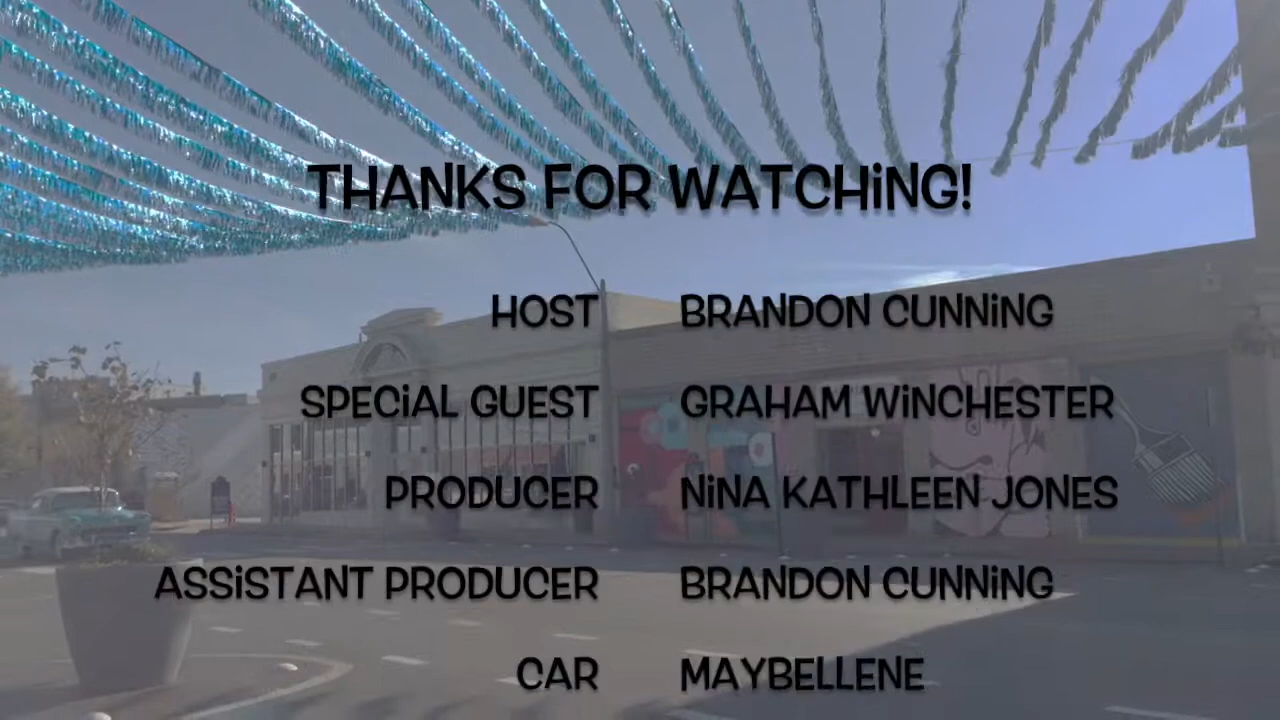 THANKS FOR WATCHiNG!
HOST BRANDON CUNNiNG
SPECiAL GUEST GRAHAM WiNCHESTER
PRODUCER NiNA KATHLEEN JONES
ASSiSTANT PRODUCER BRANDON CUNNiNG
CAR MAYBELLENE